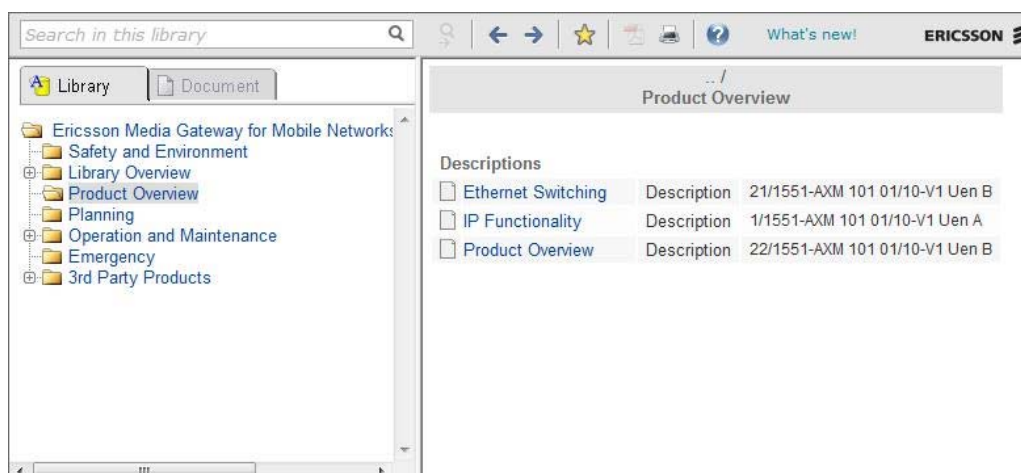 Search in this library
What's new!
ERICSSON
Library
Document
Ericsson Media Gateway for Mobile Networks
Safety and Environment
Library Overview
Product Overview
Planning
Operation and Maintenance
Emergency
3rd Party Products
.. /
Product Overview
Descriptions
Ethernet Switching Description 21/1551-AXM 101 01/10-V1 Uen B
IP Functionality Description 1/1551-AXM 101 01/10-V1 Uen A
Product Overview Description 22/1551-AXM 101 01/10-V1 Uen B